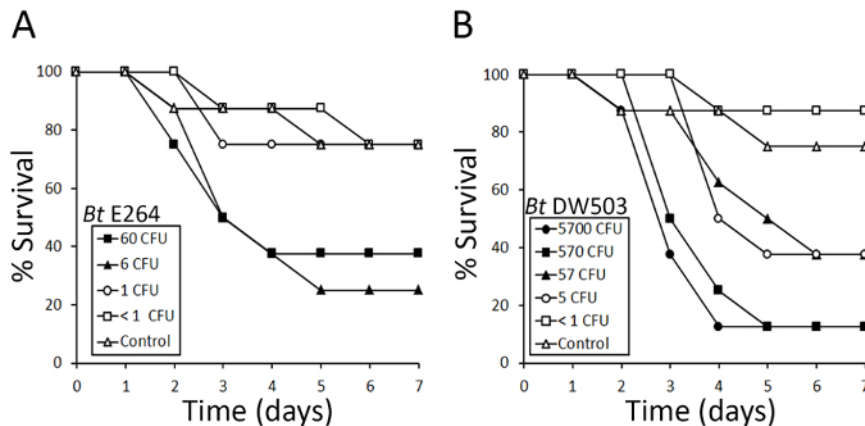 A
% Survival
100
80
60
40
20
0
0 1 2 3 4 5 6 7
Time (days)
Bt E264
60 CFU
6 CFU
1 CFU
< 1 CFU
Control
B
% Survival
100
80
60
40
20
0
0 1 2 3 4 5 6 7
Time (days)
Bt DW503
5700 CFU
570 CFU
57 CFU
5 CFU
< 1 CFU
Control